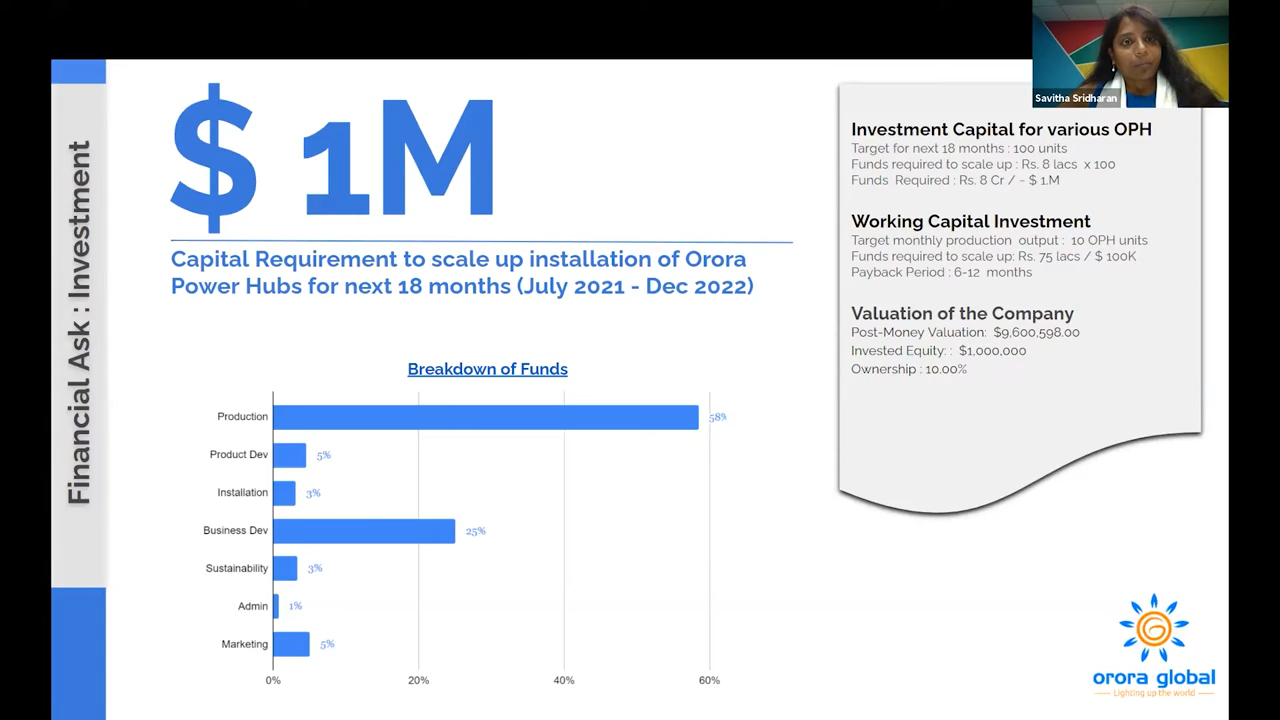 Savitha Sridharan
Financial Ask : Investment
$ 1M
Capital Requirement to scale up installation of Orora
Power Hubs for next 18 months (July 2021 - Dec 2022)
Breakdown of Funds
Production 58%
Product Dev 5%
Installation 3%
Business Dev 25%
Sustainability 3%
Admin 1%
Marketing 5%
0% 20% 40% 60%
Investment Capital for various OPH
Target for next 18 months : 100 units
Funds required to scale up : Rs. 8 lacs x 100
Funds Required : Rs. 8 Cr / ~ $ 1.M
Working Capital Investment
Target monthly production output : 10 OPH units
Funds required to scale up: Rs. 75 lacs / $ 100K
Payback Period : 6-12 months
Valuation of the Company
Post-Money Valuation: $9,600,598.00
Invested Equity: : $1,000,000
Ownership : 10.00%
orora global
Lighting up the world